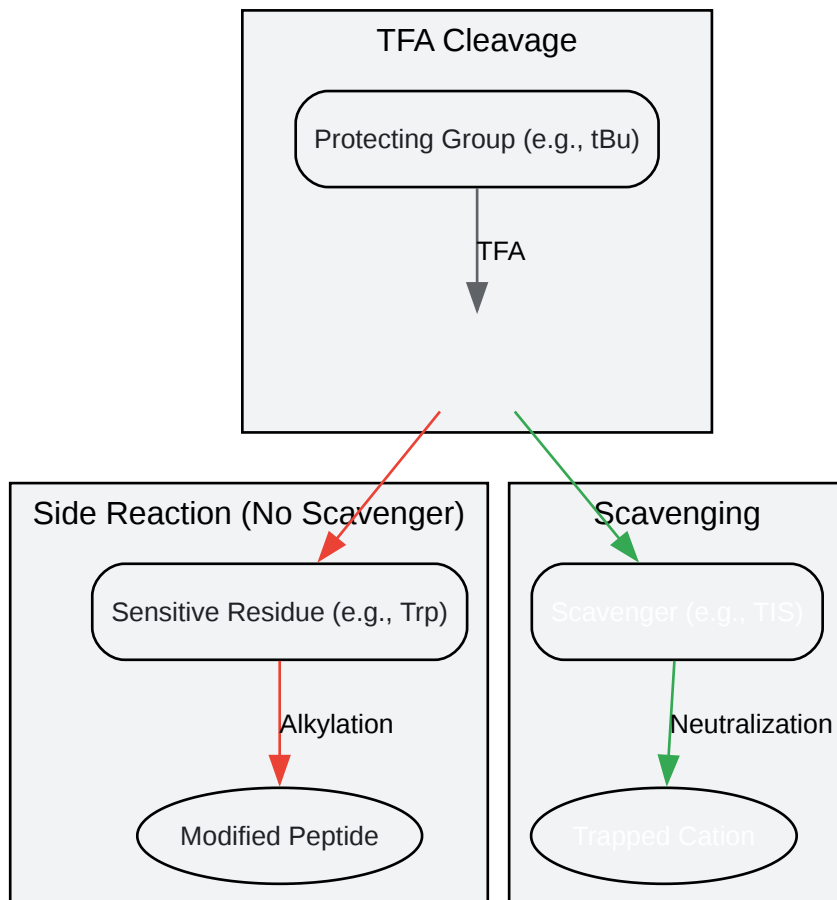 TFA Cleavage
Protecting Group (e.g., tBu)
TFA
Side Reaction (No Scavenger)
Scavenging
Sensitive Residue (e.g., Trp)
Scavenger (e.g., TIS)
Alkylation
Neutralization
Modified Peptide
Trapped Cation